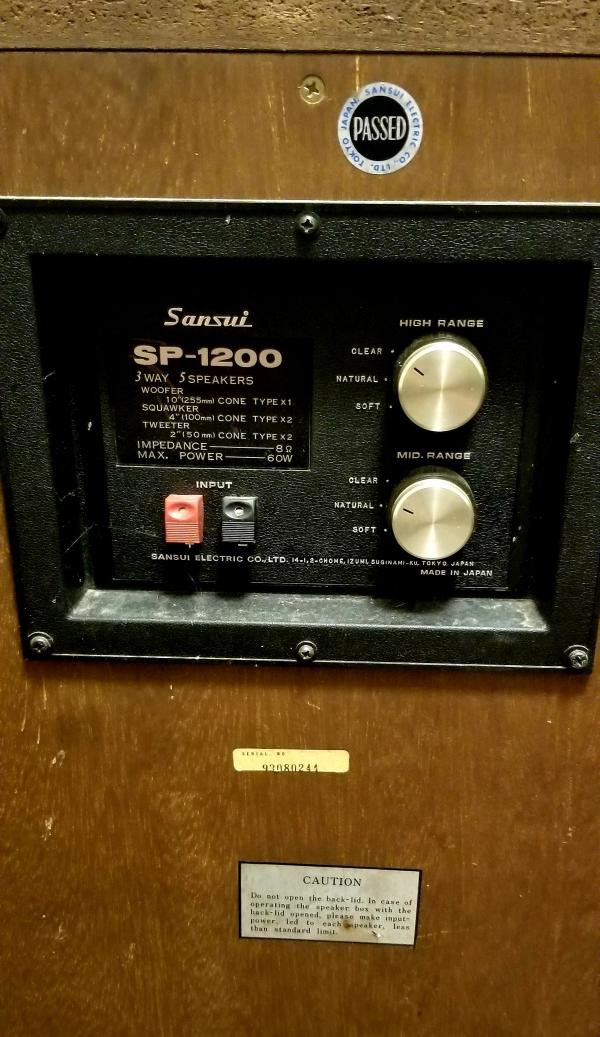 SANSUI ELECTRIC CO., LTD. TOKYO JAPAN
PASSED
Sansui
SP-1200
3 WAY 5 SPEAKERS
WOOFER
10"(255mm) CONE TYPE X1
SQUAWKER
4"(100mm) CONE TYPE X2
TWEETER
2"(50mm) CONE TYPE X2
IMPEDANCE 8Ω
MAX. POWER 60W
INPUT
+ −
HIGH RANGE
CLEAR
NATURAL
SOFT
MID. RANGE
CLEAR
NATURAL
SOFT
SANSUI ELECTRIC CO.,LTD. 14-1, 2-CHOME, IZUMI, SUGINAMI-KU, TOKYO, JAPAN
MADE IN JAPAN
SERIAL NO
93080244
CAUTION
Do not open the back-lid. In case of
operating the speaker box with the
back-lid opened, please make input-
power, led to each speaker, less
than standard limit.